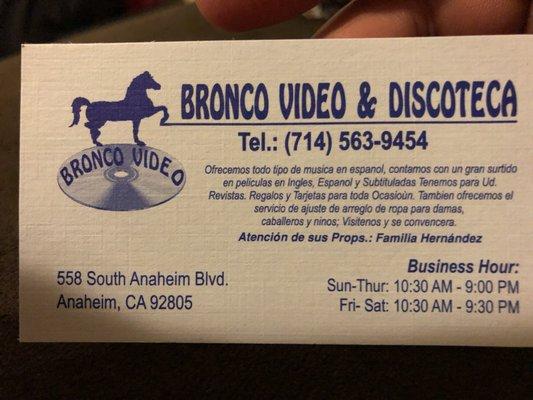 BRONCO VIDEO & DISCOTECA
Tel.: (714) 563-9454
BRONCO VIDEO
Ofrecemos todo tipo de musica en espanol, contamos con un gran surtido
en peliculas en Ingles, Espanol y Subtituladas Tenemos para Ud.
Revistas. Regalos y Tarjetas para toda Ocasioùn. Tambien ofrecemos el
servicio de ajuste de arreglo de ropa para damas,
caballeros y ninos; Visitenos y se convencera.
Atención de sus Props.: Familia Hernández
558 South Anaheim Blvd.
Anaheim, CA 92805
Business Hour:
Sun-Thur: 10:30 AM - 9:00 PM
Fri- Sat: 10:30 AM - 9:30 PM